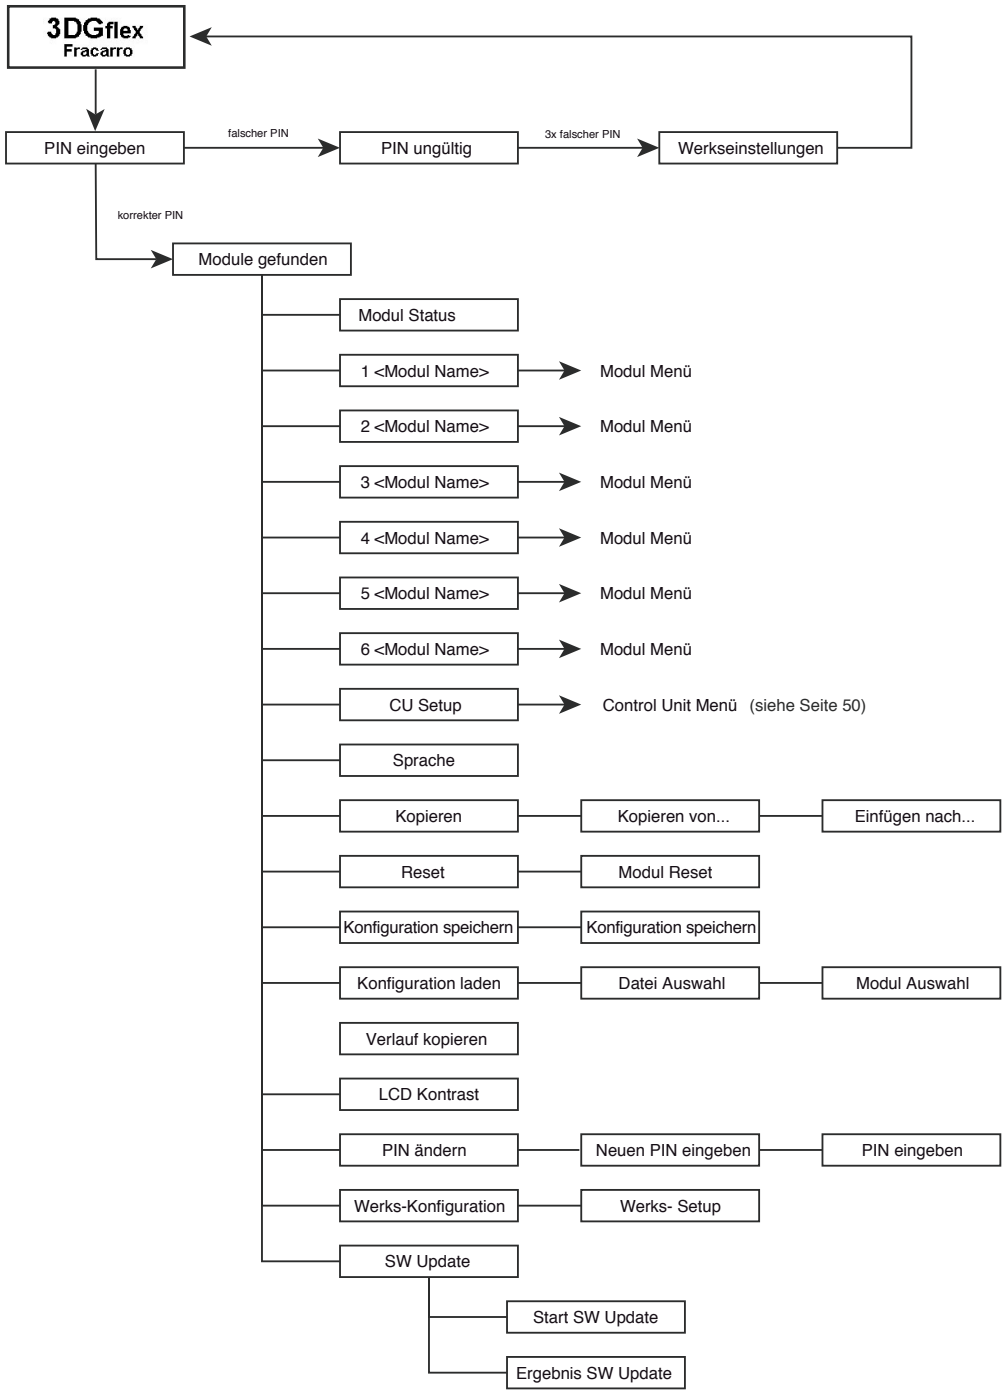 3DGflex
Fracarro
PIN eingeben
falscher PIN
PIN ungültig
3x falscher PIN
Werkseinstellungen
korrekter PIN
Module gefunden
Modul Status
1 <Modul Name>
Modul Menü
2 <Modul Name>
Modul Menü
3 <Modul Name>
Modul Menü
4 <Modul Name>
Modul Menü
5 <Modul Name>
Modul Menü
6 <Modul Name>
Modul Menü
CU Setup
Control Unit Menü (siehe Seite 50)
Sprache
Kopieren
Kopieren von...
Einfügen nach...
Reset
Modul Reset
Konfiguration speichern
Konfiguration speichern
Konfiguration laden
Datei Auswahl
Modul Auswahl
Verlauf kopieren
LCD Kontrast
PIN ändern
Neuen PIN eingeben
PIN eingeben
Werks-Konfiguration
Werks- Setup
SW Update
Start SW Update
Ergebnis SW Update